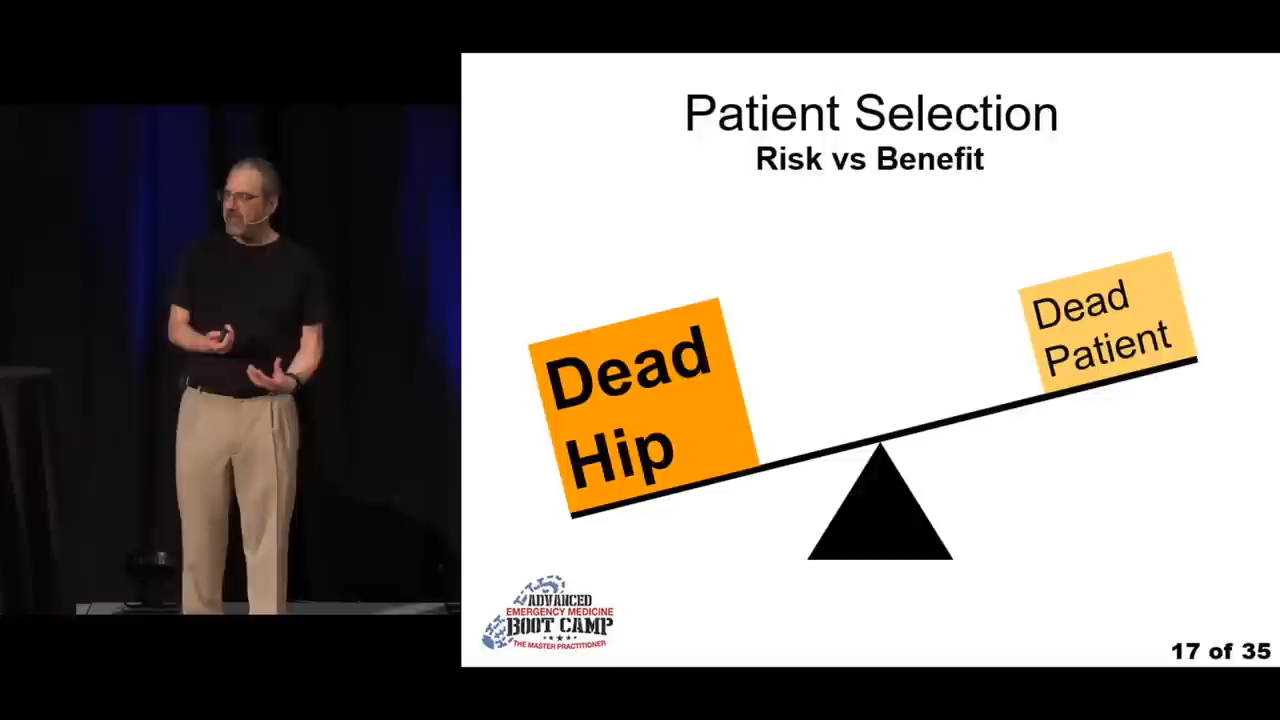 Patient Selection
Risk vs Benefit
Dead
Hip
Dead
Patient
ADVANCED
EMERGENCY MEDICINE
BOOT CAMP
THE MASTER PRACTITIONER
17 of 35